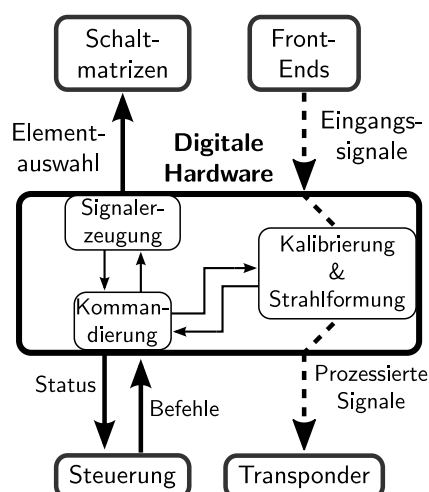 Schalt-
matrizen
Front-
Ends
Element-
auswahl
Digitale
Hardware
Eingangs-
signale
Signaler-
zeugung
Kalibrierung
&
Strahlformung
Komman-
dierung
Status
Befehle
Prozessierte
Signale
Steuerung
Transponder